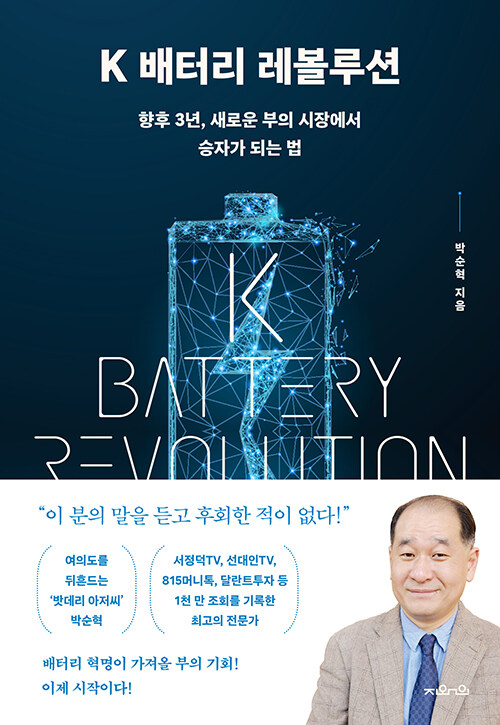 K 배터리 레볼루션
향후 3년, 새로운 부의 시장에서
승자가 되는 법
박순혁 지음
K
BATTERY
REVOLUTION
“이 분의 말을 듣고 후회한 적이 없다!”
여의도를
뒤흔드는
‘밧데리 아저씨’
박순혁
서정덕TV, 선대인TV,
815머니톡, 달란트투자 등
1천 만 조회를 기록한
최고의 전문가
배터리 혁명이 가져올 부의 기회!
이제 시작이다!
지와인